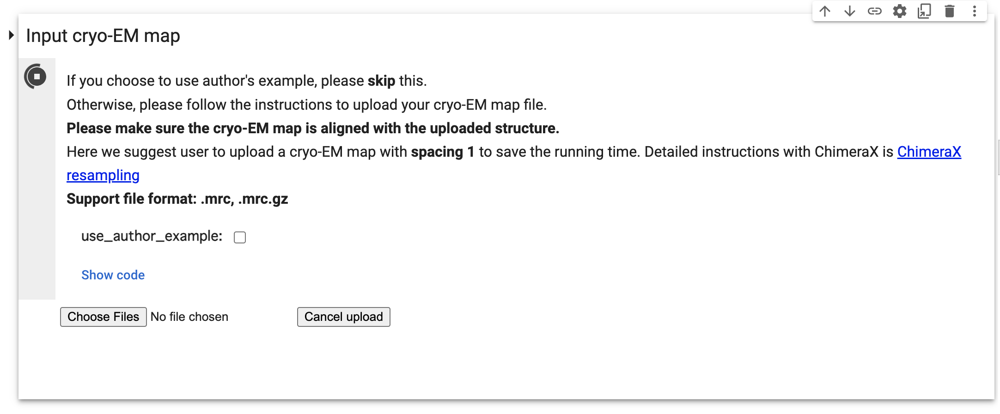 Input cryo-EM map
If you choose to use author's example, please skip this.
Otherwise, please follow the instructions to upload your cryo-EM map file.
Please make sure the cryo-EM map is aligned with the uploaded structure.
Here we suggest user to upload a cryo-EM map with spacing 1 to save the running time. Detailed instructions with ChimeraX is ChimeraX
resampling
Support file format: .mrc, .mrc.gz
use_author_example:
Show code
Choose Files No file chosen Cancel upload